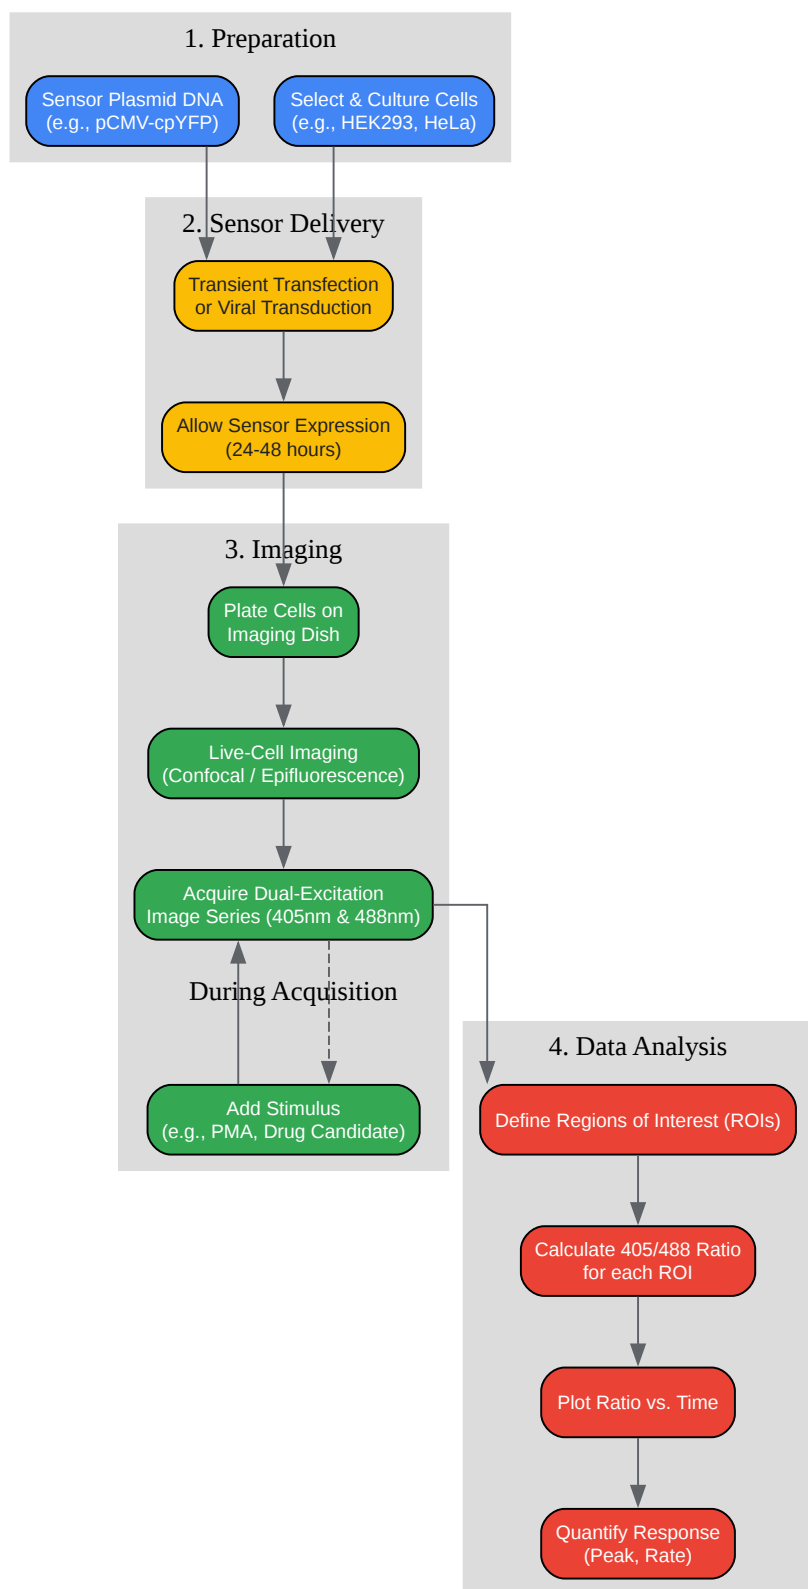 1. Preparation
Sensor Plasmid DNA
(e.g., pCMV-cpYFP)
Select & Culture Cells
(e.g., HEK293, HeLa)
2. Sensor Delivery
Transient Transfection
or Viral Transduction
Allow Sensor Expression
(24-48 hours)
3. Imaging
Plate Cells on
Imaging Dish
Live-Cell Imaging
(Confocal / Epifluorescence)
Acquire Dual-Excitation
Image Series (405nm & 488nm)
During Acquisition
Add Stimulus
(e.g., PMA, Drug Candidate)
4. Data Analysis
Define Regions of Interest (ROIs)
Calculate 405/488 Ratio
for each ROI
Plot Ratio vs. Time
Quantify Response
(Peak, Rate)